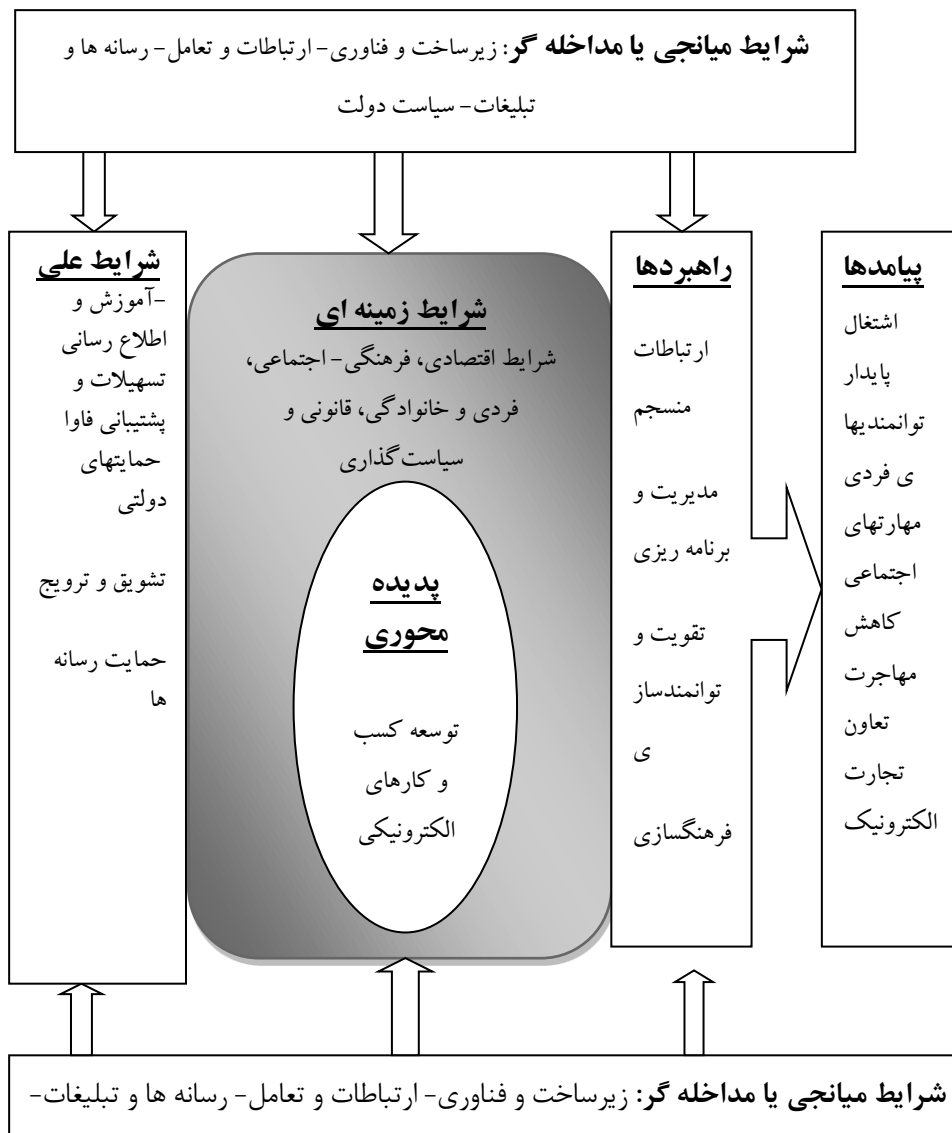 شرایط میانجی یا مداخله گر: زیرساخت و فناوری- ارتباطات و تعامل- رسانه ها و
تبلیغات- سیاست دولت
شرایط علی
-آموزش و
اطلاع رسانی
تسهیلات و
پشتیبانی فاوا
حمایتهای
دولتی
تشویق و ترویج
حمایت رسانه
ها
شرایط زمینه ای
شرایط اقتصادی، فرهنگی- اجتماعی،
فردی و خانوادگی، قانونی و
سیاست‌گذاری
پدیده
محوری
توسعه کسب
و کارهای
الکترونیکی
راهبردها
ارتباطات
منسجم
مدیریت و
برنامه ریزی
تقویت و
توانمندساز
ی
فرهنگسازی
پیامدها
اشتغال
پایدار
توانمندیها
ی فردی
مهارتهای
اجتماعی
کاهش
مهاجرت
تعاون
تجارت
الکترونیک
شرایط میانجی یا مداخله گر: زیرساخت و فناوری- ارتباطات و تعامل- رسانه ها و تبلیغات-